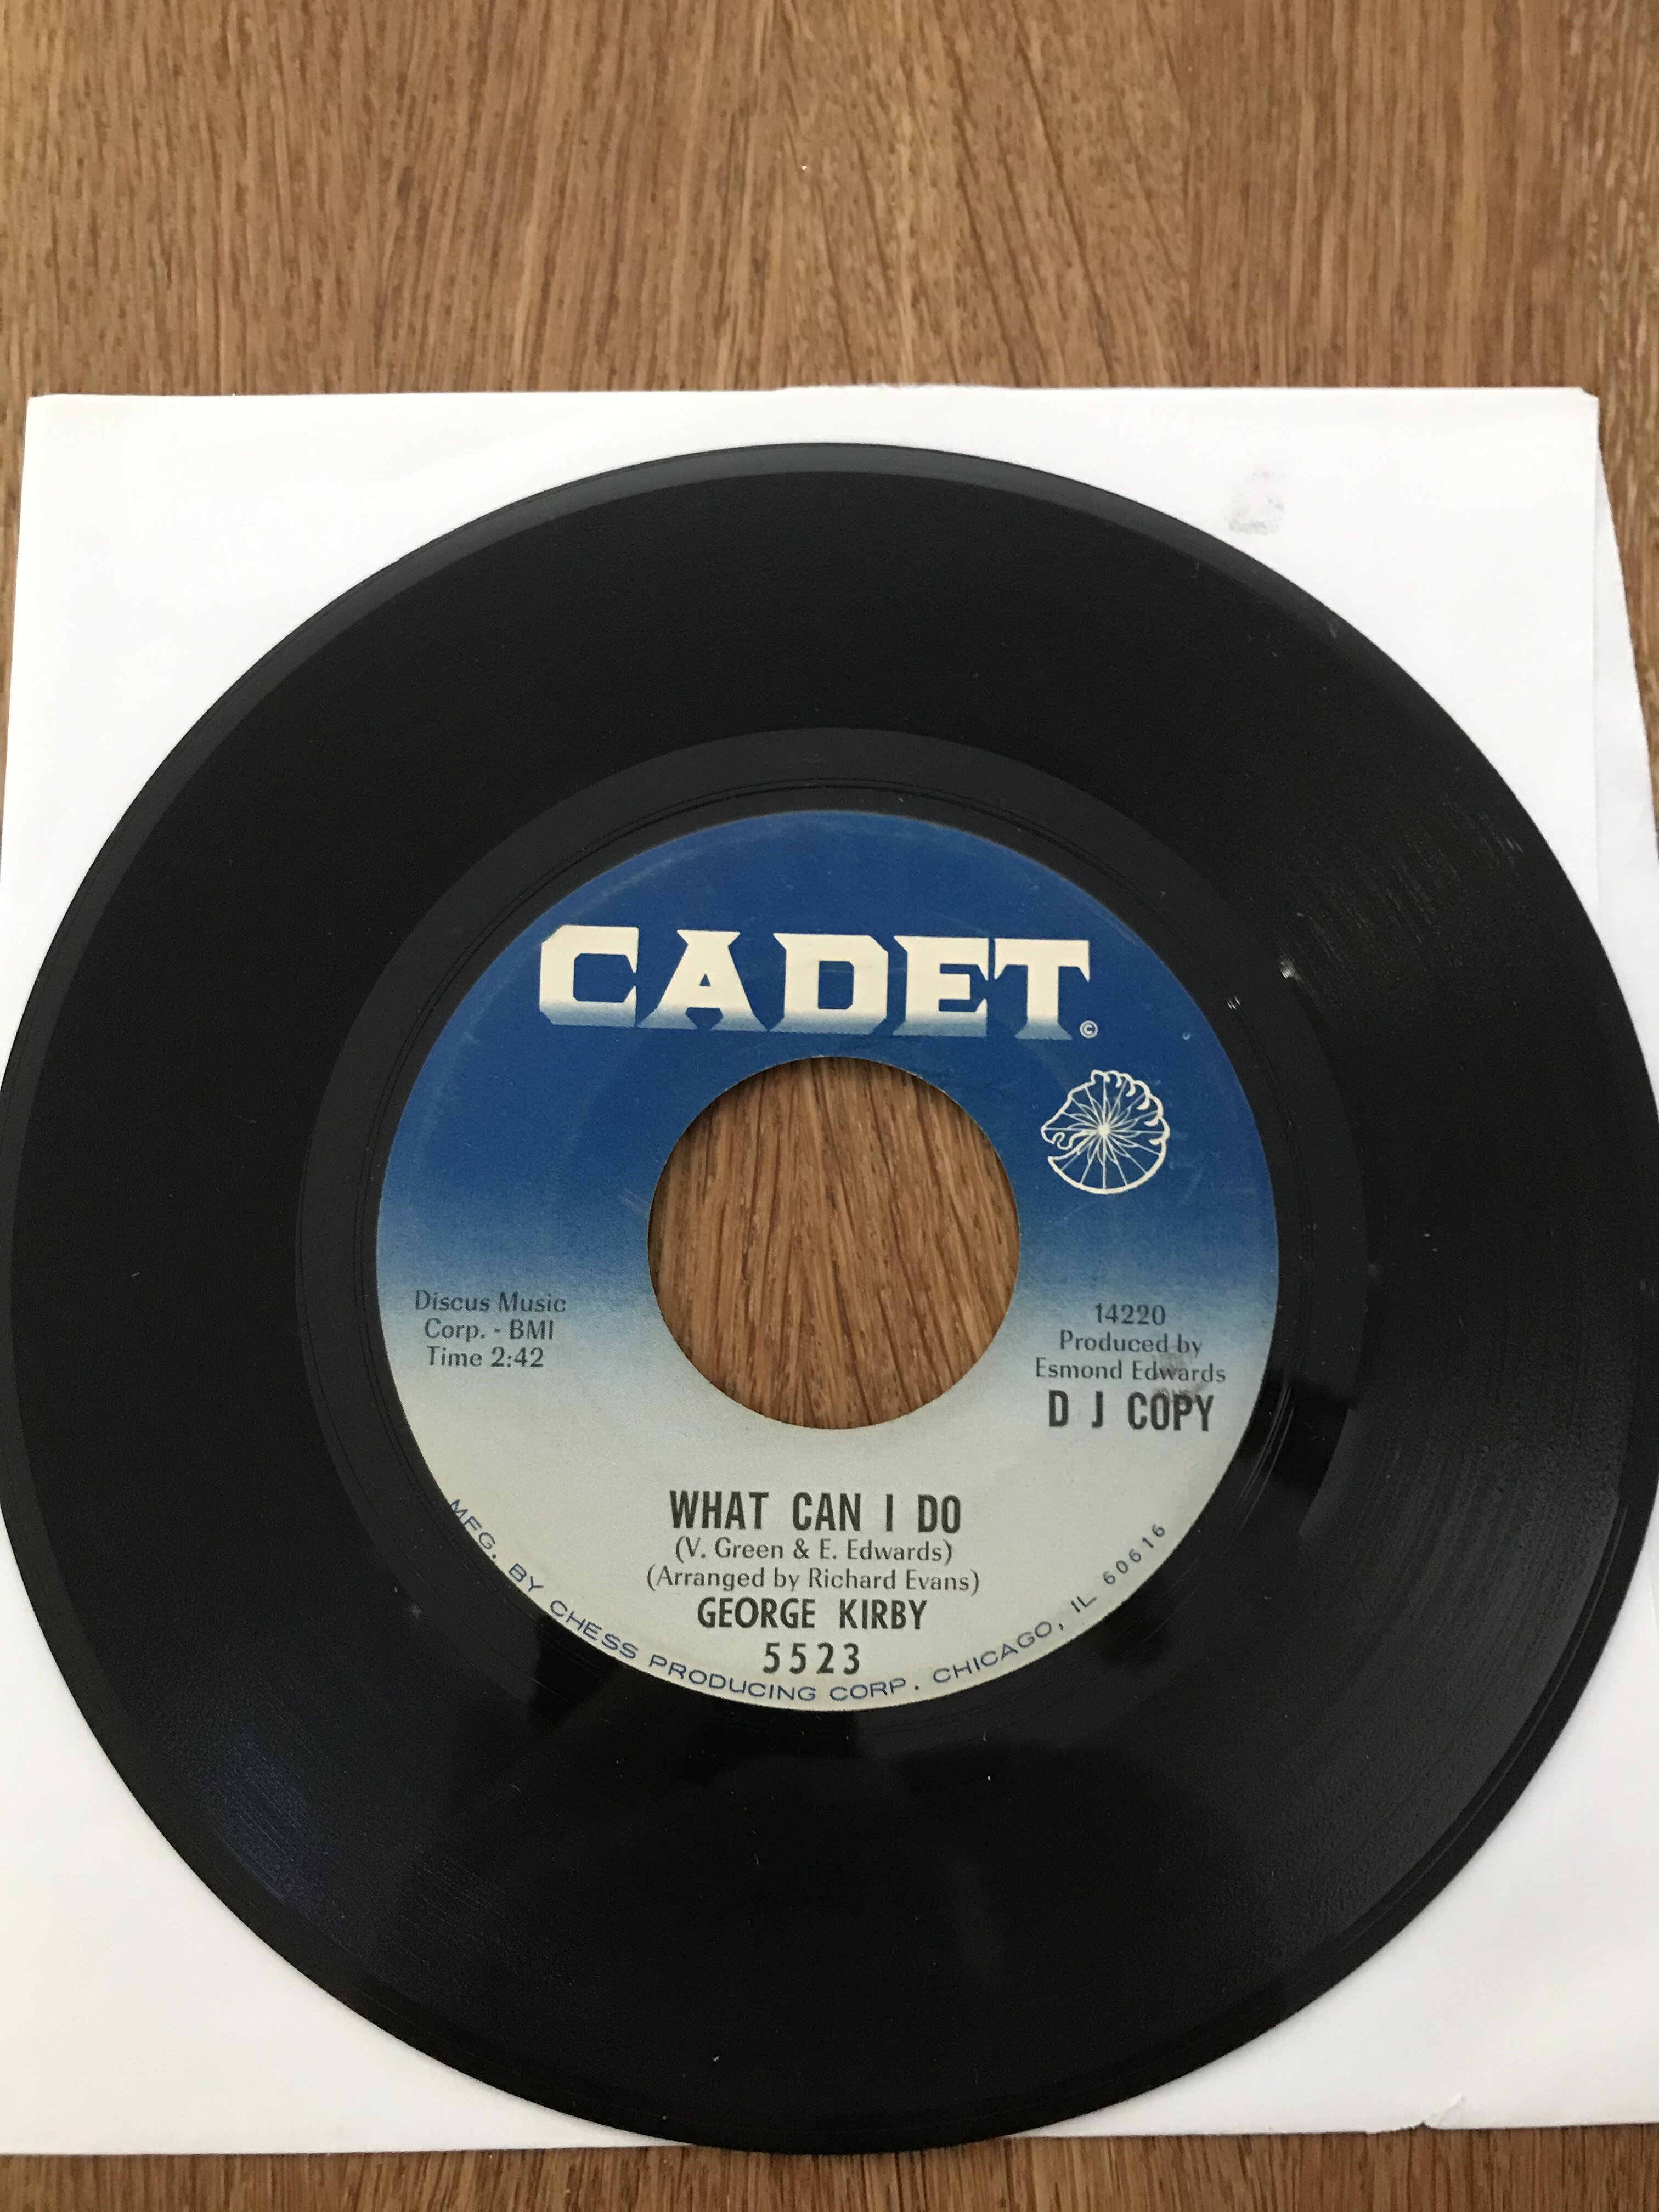 CADET
©
Discus Music
Corp. - BMI
Time 2:42
14220
Produced by
Esmond Edwards
D J COPY
WHAT CAN I DO
(V. Green & E. Edwards)
(Arranged by Richard Evans)
GEORGE KIRBY
5523
MFG. BY CHESS PRODUCING CORP. CHICAGO, IL 60616